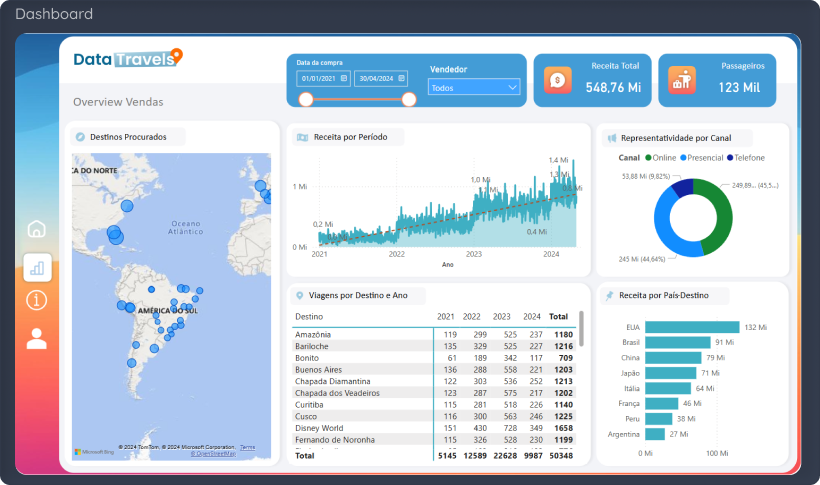 Dashboard
DataTravels
Overview Vendas
Data da compra
01/01/2021 30/04/2024
Vendedor
Todos
Receita Total
548,76 Mi
Passageiros
123 Mil
Destinos Procurados
CA DO NORTE
Oceano
Atlântico
AMÉRICA DO SUL
Microsoft Bing
© 2024 TomTom, © 2024 Microsoft Corporation, Terms
© OpenStreetMap
Receita por Período
1 Mi
0 Mi
0,2 Mi
1,0 Mi
1,4 Mi
0.4 Mi
2021 2022 2023 2024
Ano
Representatividade por Canal
Canal Online Presencial Telefone
53,88 Mi (9.82%)
249,89... (45,5...)
245 Mi (44,64%)
Viagens por Destino e Ano
Destino 2021 2022 2023 2024 Total
Amazônia 119 299 525 237 1180
Bariloche 135 329 525 227 1216
Bonito 61 189 342 117 709
Buenos Aires 136 288 558 221 1203
Chapada Diamantina 122 303 536 252 1213
Chapada dos Veadeiros 123 287 575 217 1202
Curitiba 115 281 518 226 1140
Cusco 116 300 563 246 1225
Disney World 151 430 728 349 1658
Fernando de Noronha 115 326 528 230 1199
Total 5145 12589 22628 9987 50348
Receita por País-Destino
EUA 132 Mi
Brasil 91 Mi
China 79 Mi
Japão 71 Mi
Itália 64 Mi
França 46 Mi
Peru 38 Mi
Argentina 27 Mi
0 Mi 100 Mi